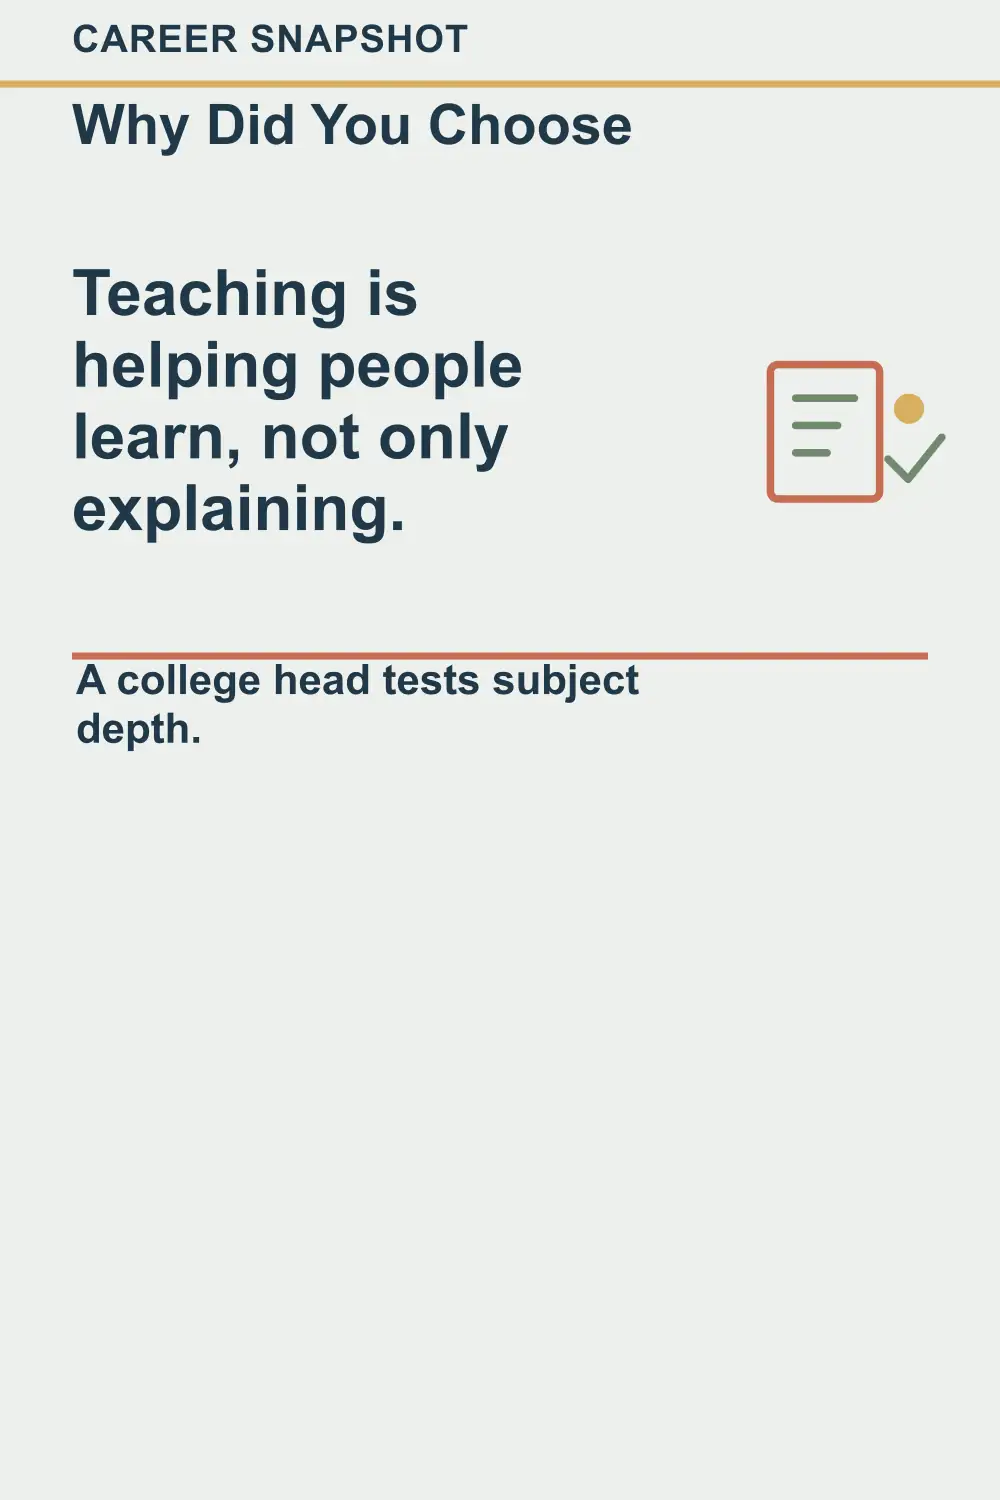 CAREER SNAPSHOT
Why Did You Choose
Teaching is
helping people
learn, not only
explaining.
A college head tests subject
depth.